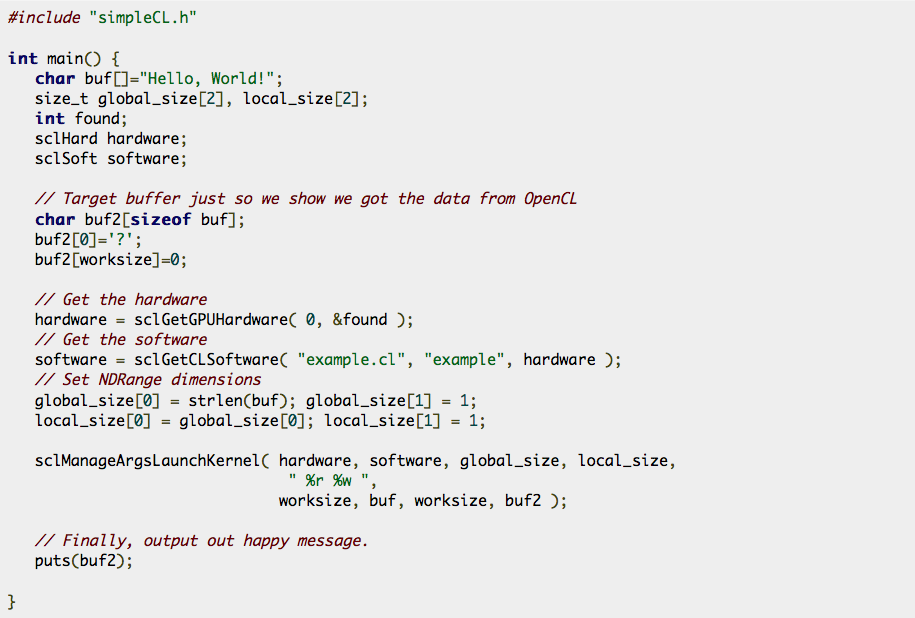 #include "simpleCL.h"
int main() {
char buf[]="Hello, World!";
size_t global_size[2], local_size[2];
int found;
sclHard hardware;
sclSoft software;
// Target buffer just so we show we got the data from OpenCL
char buf2[sizeof buf];
buf2[0]='?';
buf2[worksize]=0;
// Get the hardware
hardware = sclGetGPUHardware( 0, &found );
// Get the software
software = sclGetCLSoftware( "example.cl", "example", hardware );
// Set NDRange dimensions
global_size[0] = strlen(buf); global_size[1] = 1;
local_size[0] = global_size[0]; local_size[1] = 1;
sclManageArgsLaunchKernel( hardware, software, global_size, local_size,
" %r %w ",
worksize, buf, worksize, buf2 );
// Finally, output out happy message.
puts(buf2);
}